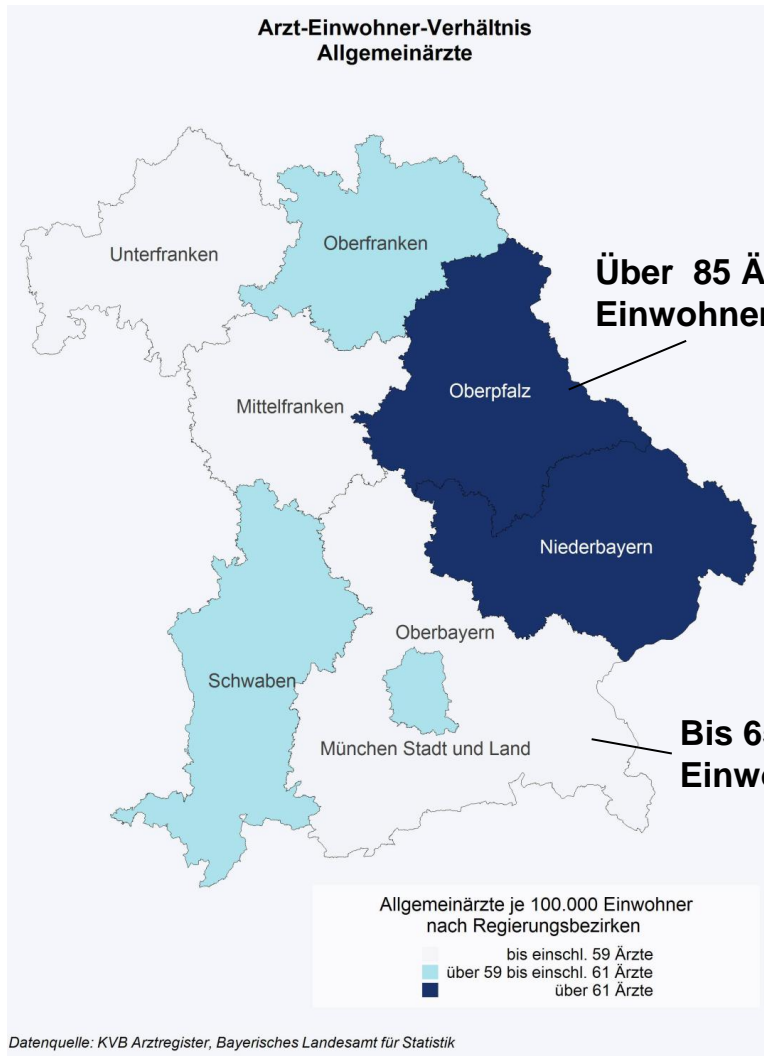 Arzt-Einwohner-Verhältnis
Allgemeinärzte
Unterfranken
Oberfranken
Über 85 Ä
Einwohner
Oberpfalz
Mittelfranken
Niederbayern
Oberbayern
Schwaben
München Stadt und Land
Bis 6
Einwo
Allgemeinärzte je 100.000 Einwohner
nach Regierungsbezirken
bis einschl. 59 Ärzte
über 59 bis einschl. 61 Ärzte
über 61 Ärzte
Datenquelle: KVB Arztregister, Bayerisches Landesamt für Statistik